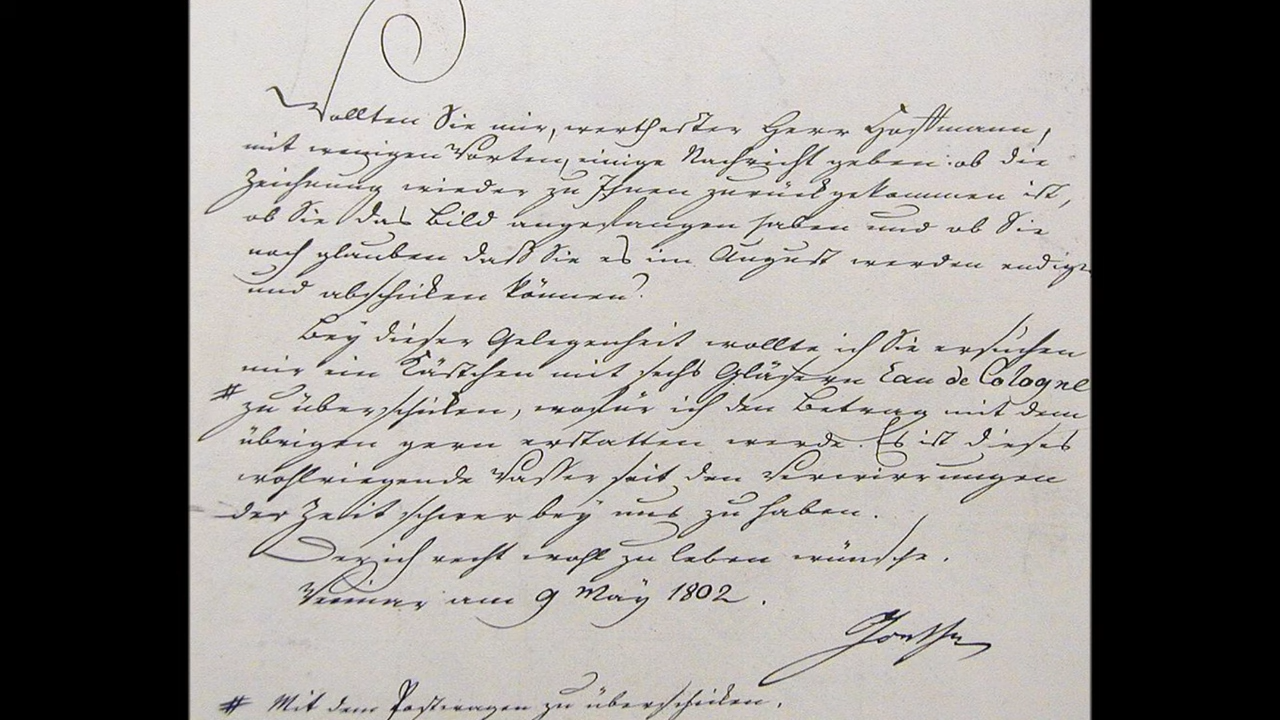 Wollten Sie mir, werthester Herr Hoffmann,
mit wenigen Worten, einige Nachricht geben: ob die
Zeichnung wieder zu Ihnen zurückgekommen ist,
ob Sie das Bild angefangen haben und ob Sie
noch glauben daß Sie es im August werden endigen
und abschicken können?
Bey dieser Gelegenheit wollte ich Sie ersuchen
mir ein Kästchen mit sechs Gläsern Eau de Cologne
# zu überschicken, wofür ich den Betrag mit dem
übrigen gern erstatten werde. Es ist dieses
wohlriegende Wasser seit den Verwirrungen
der Zeit schwer bey uns zu haben.
Der ich recht wohl zu leben wünsche.
Weimar am 9 May 1802.
Goethe
# Mit dem Postwagen zu überschicken.